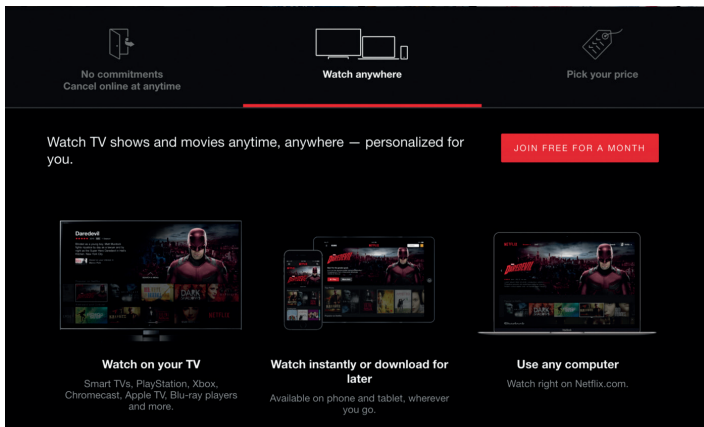 No commitments
Cancel online at anytime
Watch anywhere
Pick your price
Watch TV shows and movies anytime, anywhere — personalized for
you.
JOIN FREE FOR A MONTH
Daredevil
NETFLIX
DAREDEVIL
DARK
NETFLIX
NETFLIX
DAREDEVIL
Watch on your TV
Smart TVs, PlayStation, Xbox,
Chromecast, Apple TV, Blu-ray players
and more.
Watch instantly or download for
later
Available on phone and tablet, wherever
you go.
Use any computer
Watch right on Netflix.com.